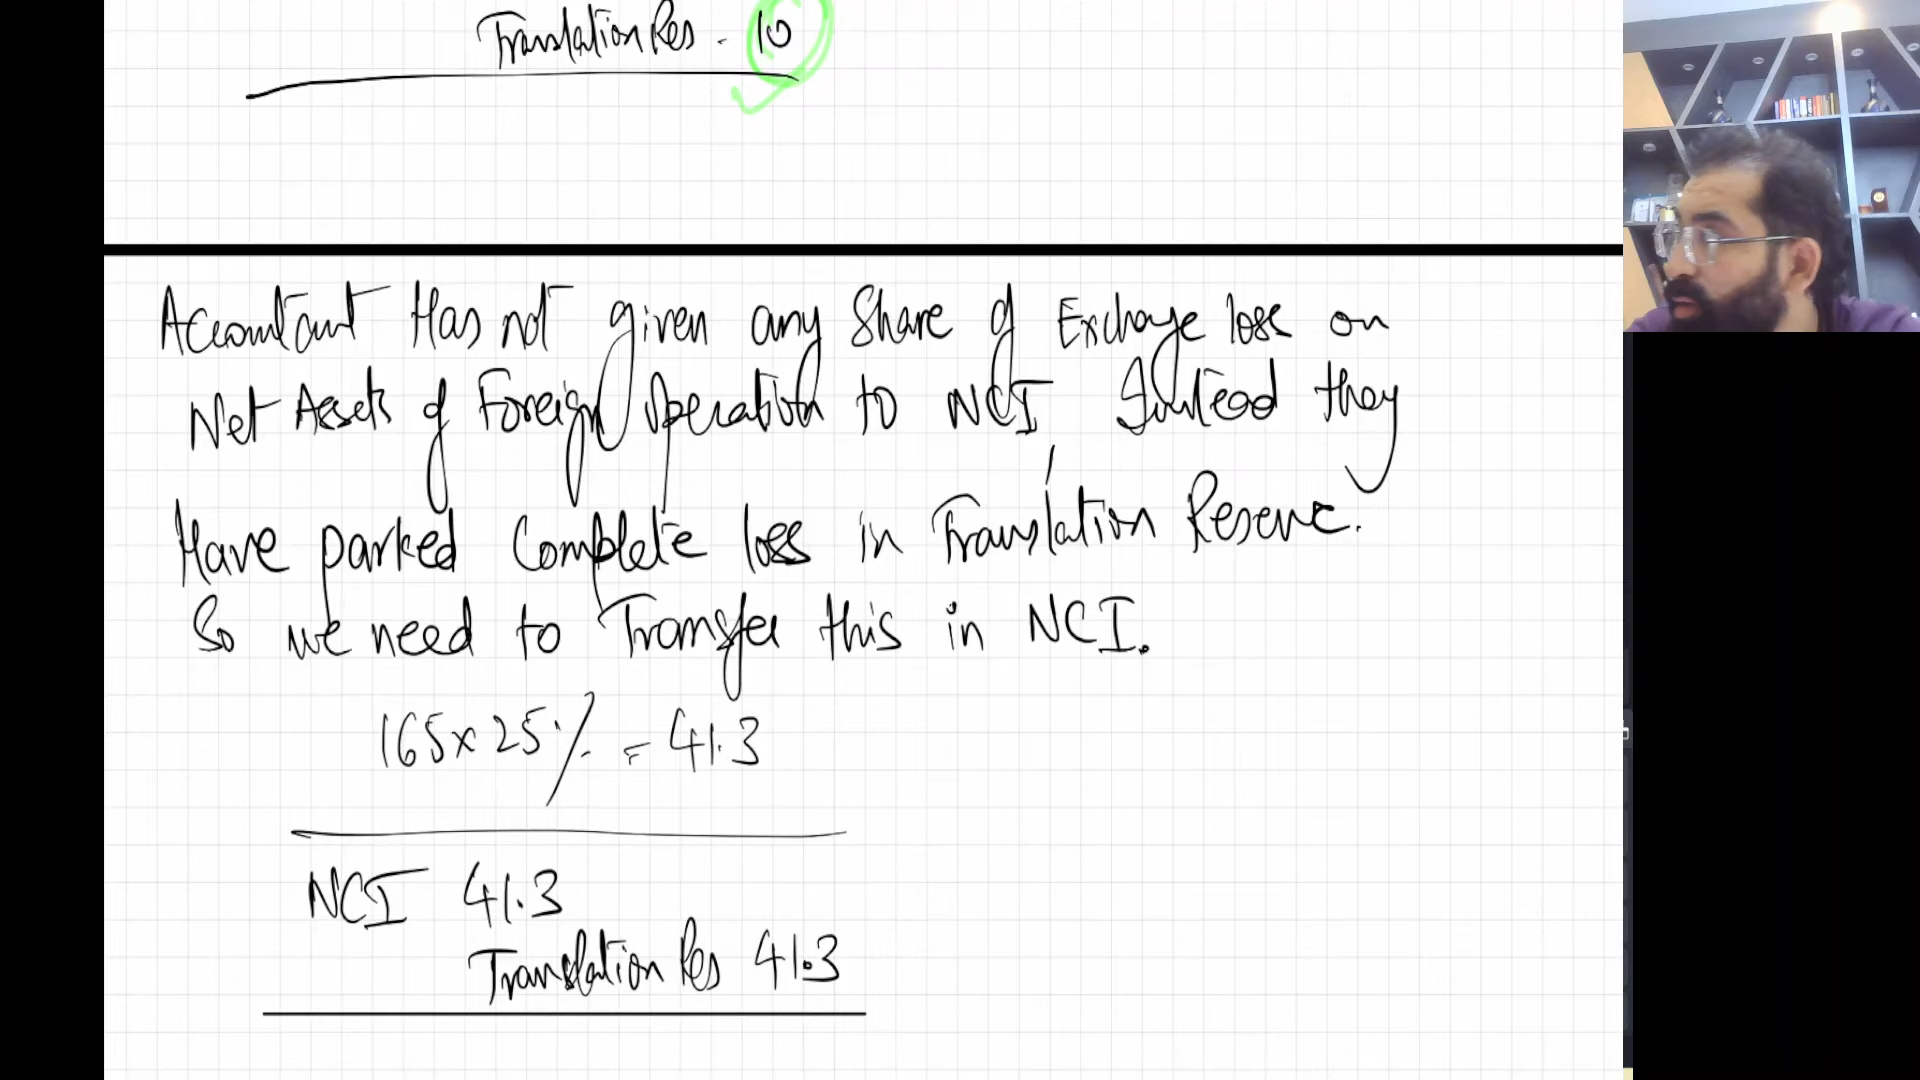 Translation Res. 10
Accountant Has not given any Share of Exchange loss on
Net Assets of Foreign Operation to NCI, Instead they
Have parked Complete loss in Translation Reserve.
So we need to Transfer this in NCI.
165 x 25% = 41.3
NCI 41.3
Translation Res 41.3